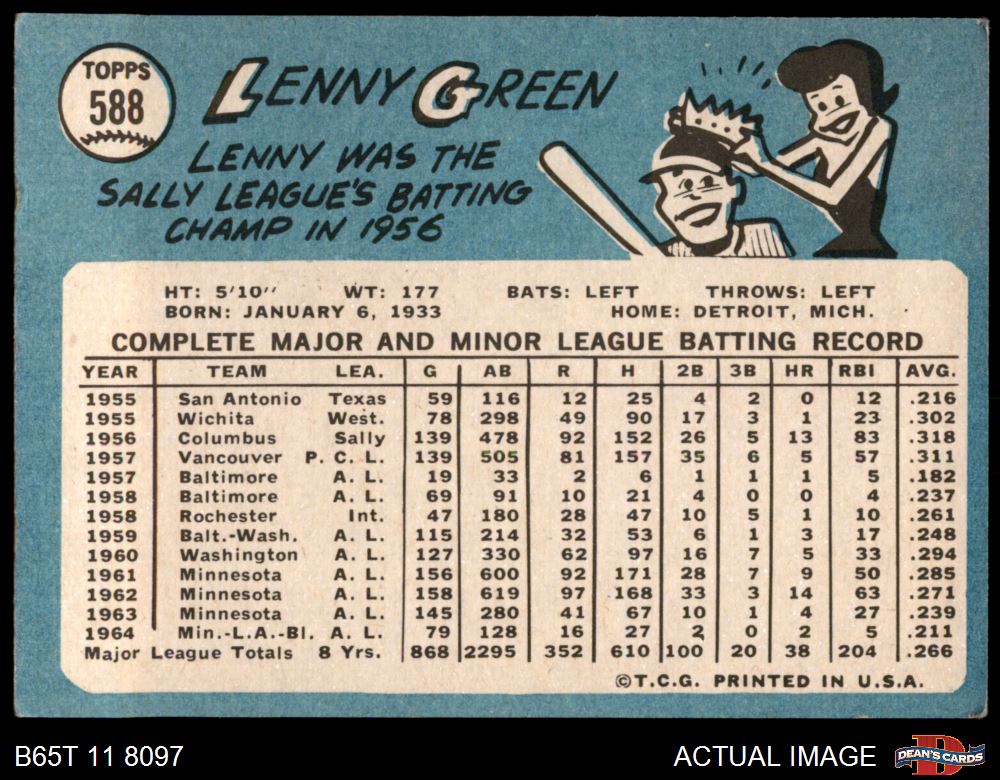 TOPPS
588
LENNY GREEN
LENNY WAS THE
SALLY LEAGUE'S BATTING
CHAMP IN 1956
HT: 5'10" WT: 177 BATS: LEFT THROWS: LEFT
BORN: JANUARY 6, 1933 HOME: DETROIT, MICH.
COMPLETE MAJOR AND MINOR LEAGUE BATTING RECORD
YEAR TEAM LEA. G AB R H 2B 3B HR RBI AVG.
1955 San Antonio Texas 59 116 12 25 4 2 0 12 .216
1955 Wichita West. 78 298 49 90 17 3 1 23 .302
1956 Columbus Sally 139 478 92 152 26 5 13 83 .318
1957 Vancouver P. C. L. 139 505 81 157 35 6 5 57 .311
1957 Baltimore A. L. 19 33 2 6 1 1 1 5 .182
1958 Baltimore A. L. 69 91 10 21 4 0 0 4 .237
1958 Rochester Int. 47 180 28 47 10 5 1 10 .261
1959 Balt.-Wash. A. L. 115 214 32 53 6 1 3 17 .248
1960 Washington A. L. 127 330 62 97 16 7 5 33 .294
1961 Minnesota A. L. 156 600 92 171 28 7 9 50 .285
1962 Minnesota A. L. 158 619 97 168 33 3 14 63 .271
1963 Minnesota A. L. 145 280 41 67 10 1 4 27 .239
1964 Min.-L.A.-Bl. A. L. 79 128 16 27 2 0 2 5 .211
Major League Totals 8 Yrs. 868 2295 352 610 100 20 38 204 .266
©T.C.G. PRINTED IN U.S.A.
B65T 11 8097 ACTUAL IMAGE DEAN'S CARDS